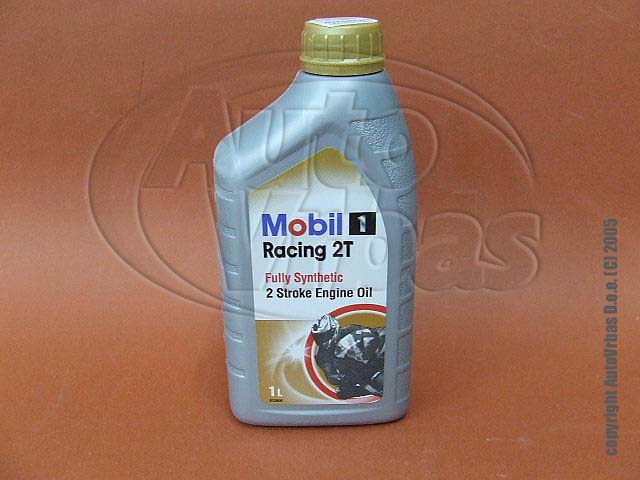 Auto
Vrbas
Mobil 1
Racing 2T
Fully Synthetic
2 Stroke Engine Oil
1L
copyright AutoVrbas D.o.o. (C) 2005